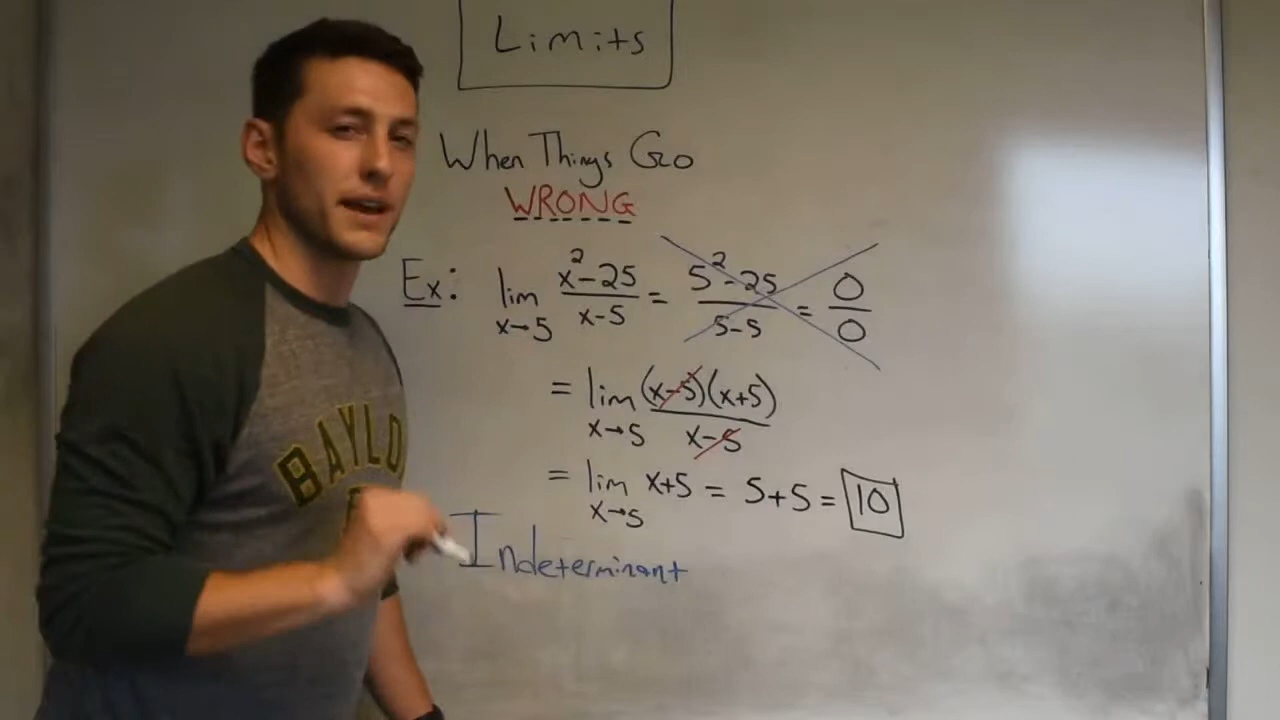 Limits
When Things Go
WRONG
Ex: lim x→5 x²-25 / x-5 = 5²-25 / 5-5 = 0/0
= lim x→5 (x-5)(x+5) / x-5
= lim x→5 x+5 = 5+5 = 10
Indeterminant
BAYLO